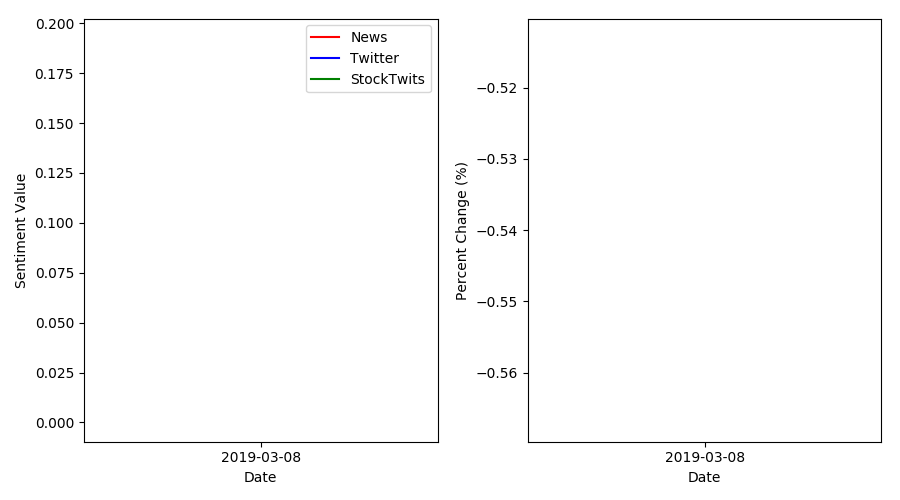 0.200
0.175
0.150
0.125
0.100
0.075
0.050
0.025
0.000
Sentiment Value
News
Twitter
StockTwits
2019-03-08
Date
−0.52
−0.53
−0.54
−0.55
−0.56
Percent Change (%)
2019-03-08
Date